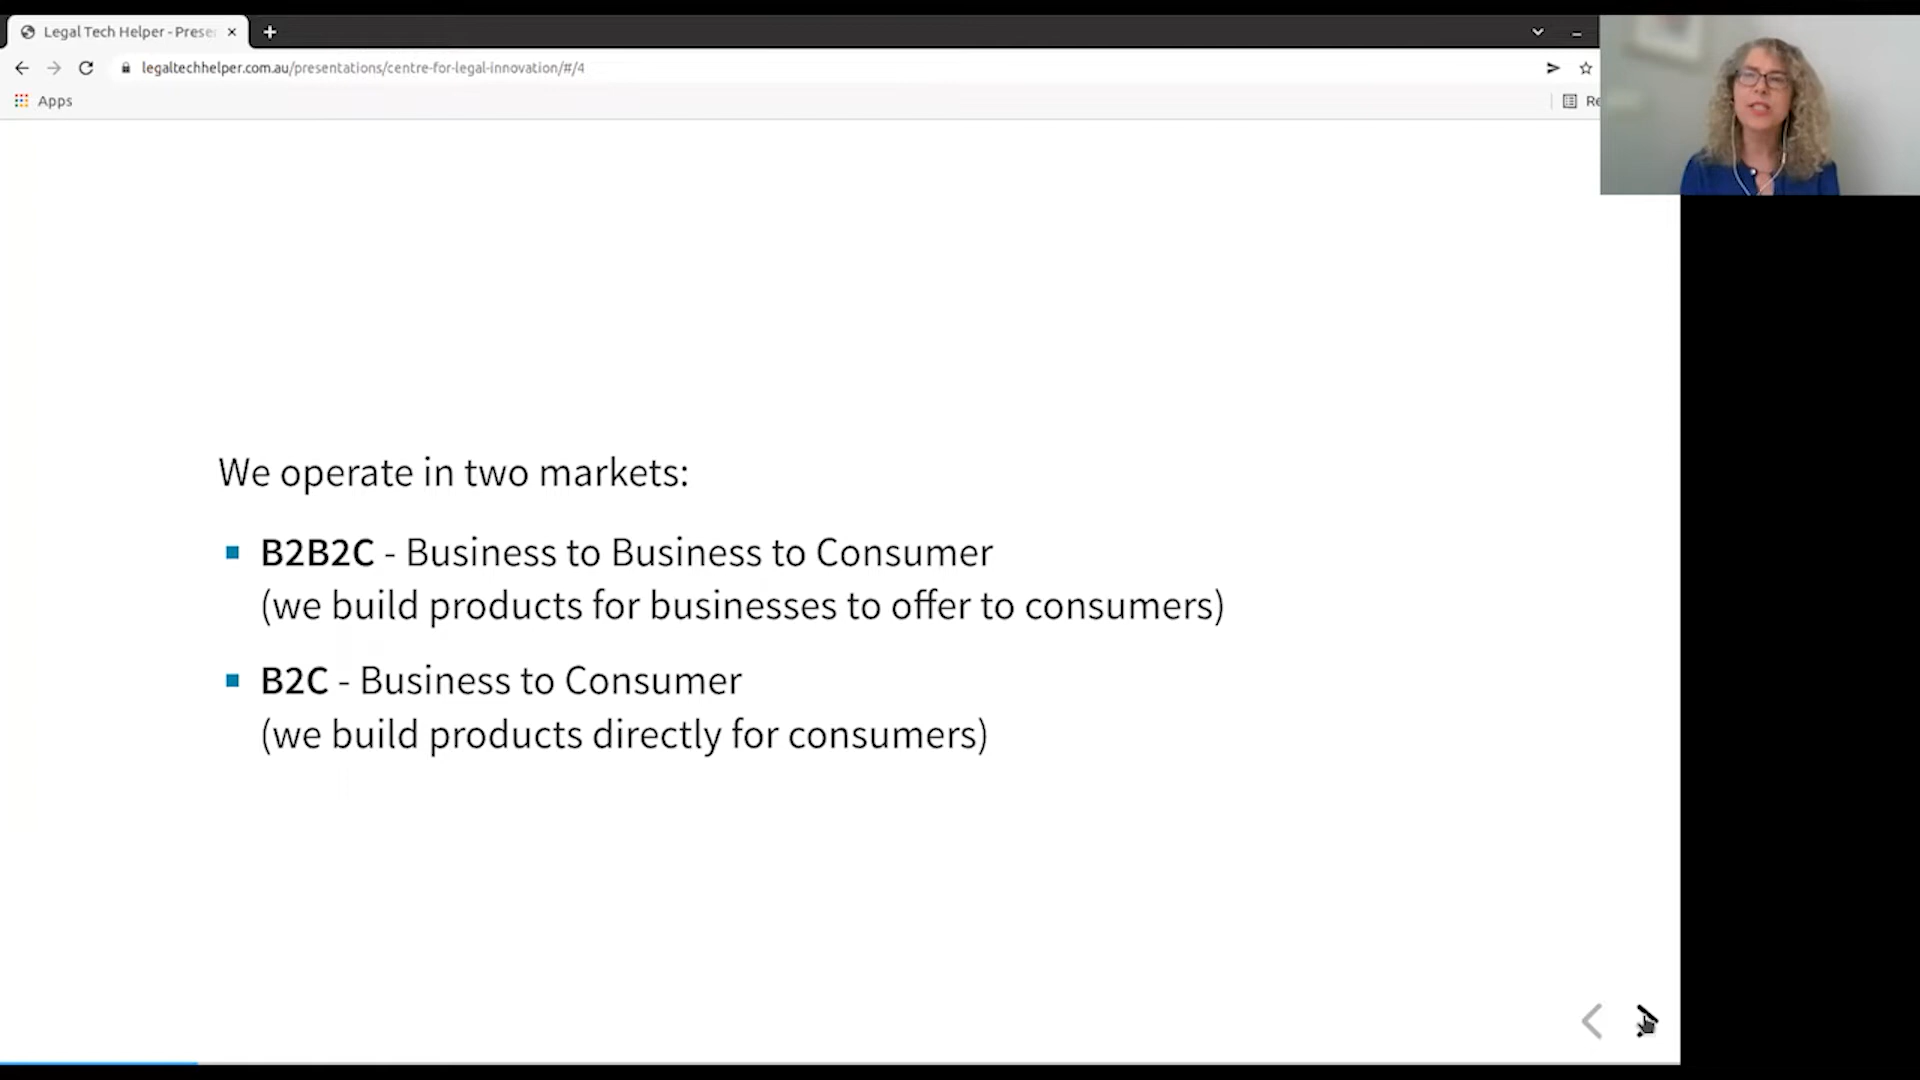 Legal Tech Helper - Prese
legaltechhelper.com.au/presentations/centre-for-legal-innovation/#/4
Apps
Re
We operate in two markets:
B2B2C - Business to Business to Consumer
(we build products for businesses to offer to consumers)
B2C - Business to Consumer
(we build products directly for consumers)